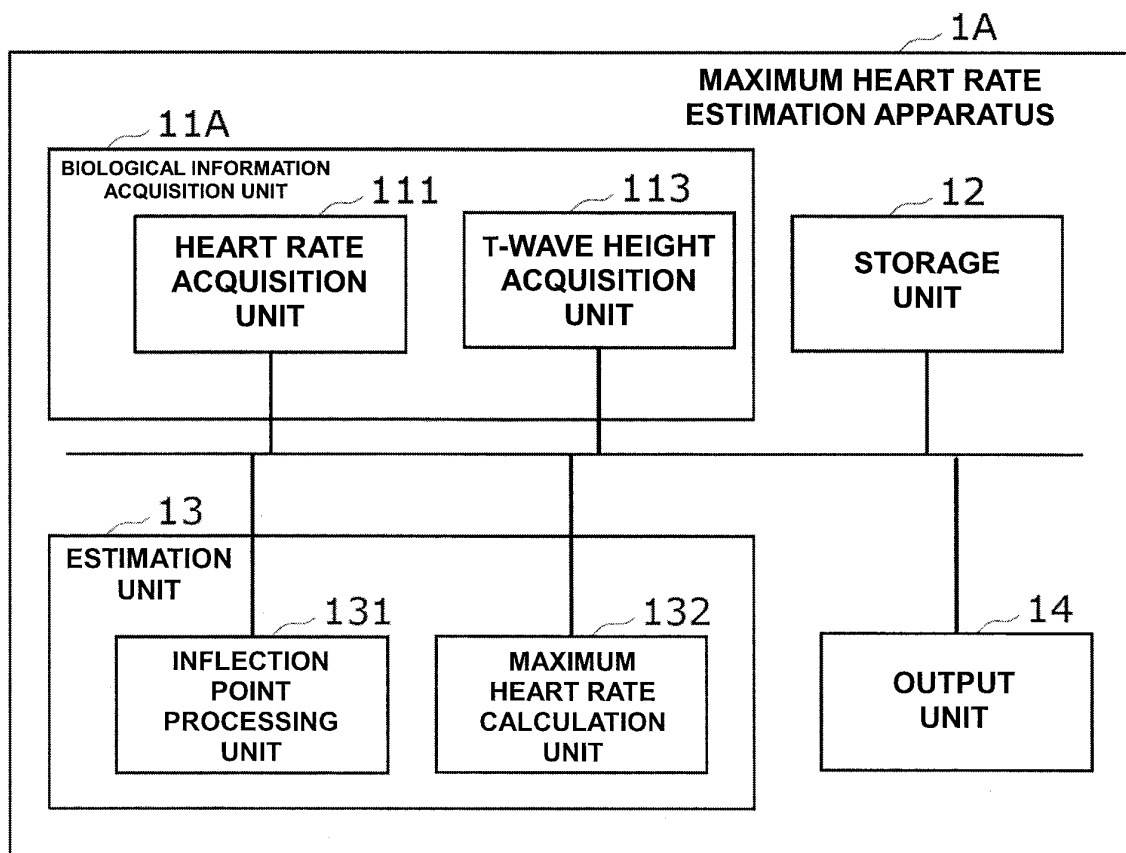 1A
MAXIMUM HEART RATE
ESTIMATION APPARATUS
11A
BIOLOGICAL INFORMATION
ACQUISITION UNIT
111
HEART RATE
ACQUISITION
UNIT
113
T-WAVE HEIGHT
ACQUISITION
UNIT
12
STORAGE
UNIT
13
ESTIMATION
UNIT
131
INFLECTION
POINT
PROCESSING
UNIT
132
MAXIMUM
HEART RATE
CALCULATION
UNIT
14
OUTPUT
UNIT